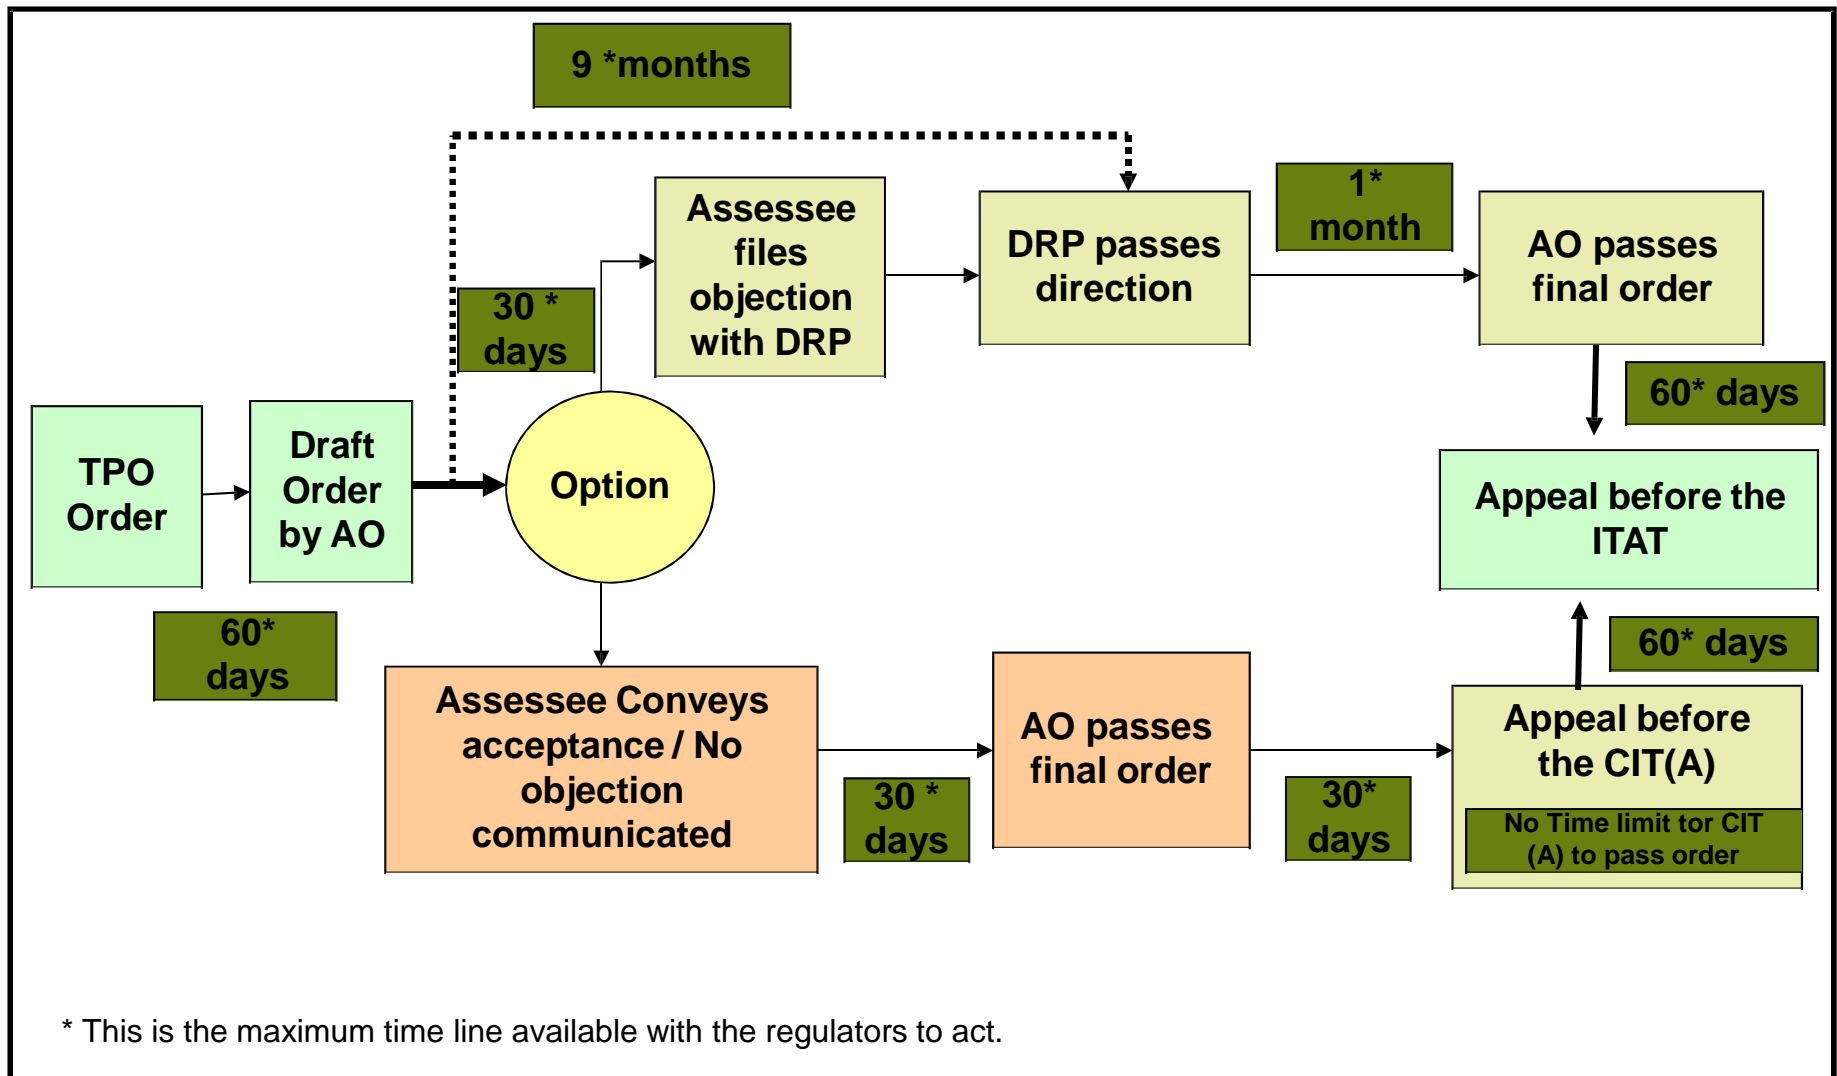 9 *months
Assessee
files
objection
with DRP
DRP passes
direction
1*
month
AO passes
final order
30 *
days
60* days
TPO
Order
Draft
Order
by AO
Option
Appeal before the
ITAT
60*
days
60* days
Assessee Conveys
acceptance / No
objection
communicated
30 *
days
AO passes
final order
30*
days
Appeal before
the CIT(A)
No Time limit tor CIT
(A) to pass order
* This is the maximum time line available with the regulators to act.